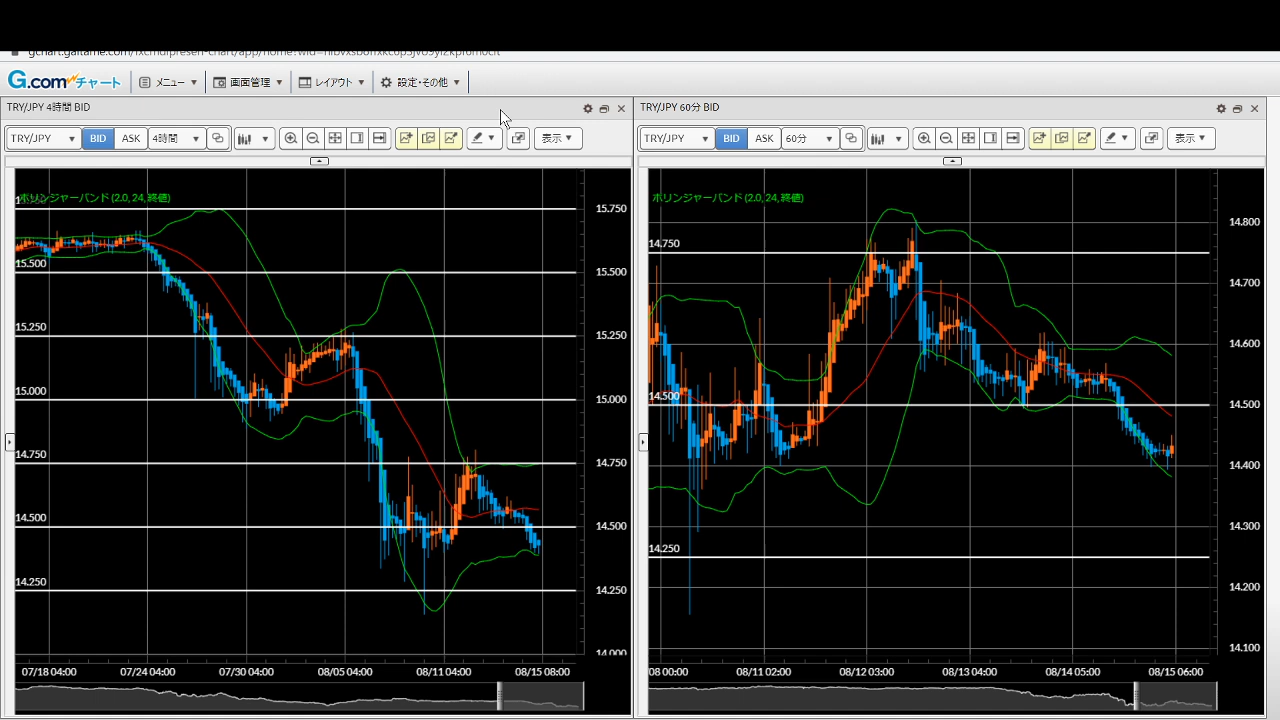 G.comチャート メニュー 画面管理 レイアウト 設定・その他
TRY/JPY 4時間 BID
TRY/JPY BID ASK 4時間 表示
ボリンジャーバンド (2.0, 24, 終値)
15.500
15.250
15.000
14.750
14.500
14.250
15.750
15.500
15.250
15.000
14.750
14.500
14.250
14.000
07/18 04:00 07/24 04:00 07/30 04:00 08/05 04:00 08/11 04:00 08/15 08:00
TRY/JPY 60分 BID
TRY/JPY BID ASK 60分 表示
ボリンジャーバンド (2.0, 24, 終値)
14.750
14.500
14.250
14.800
14.700
14.600
14.500
14.400
14.300
14.200
14.100
08 00:00 08/11 02:00 08/12 03:00 08/13 04:00 08/14 05:00 08/15 06:00